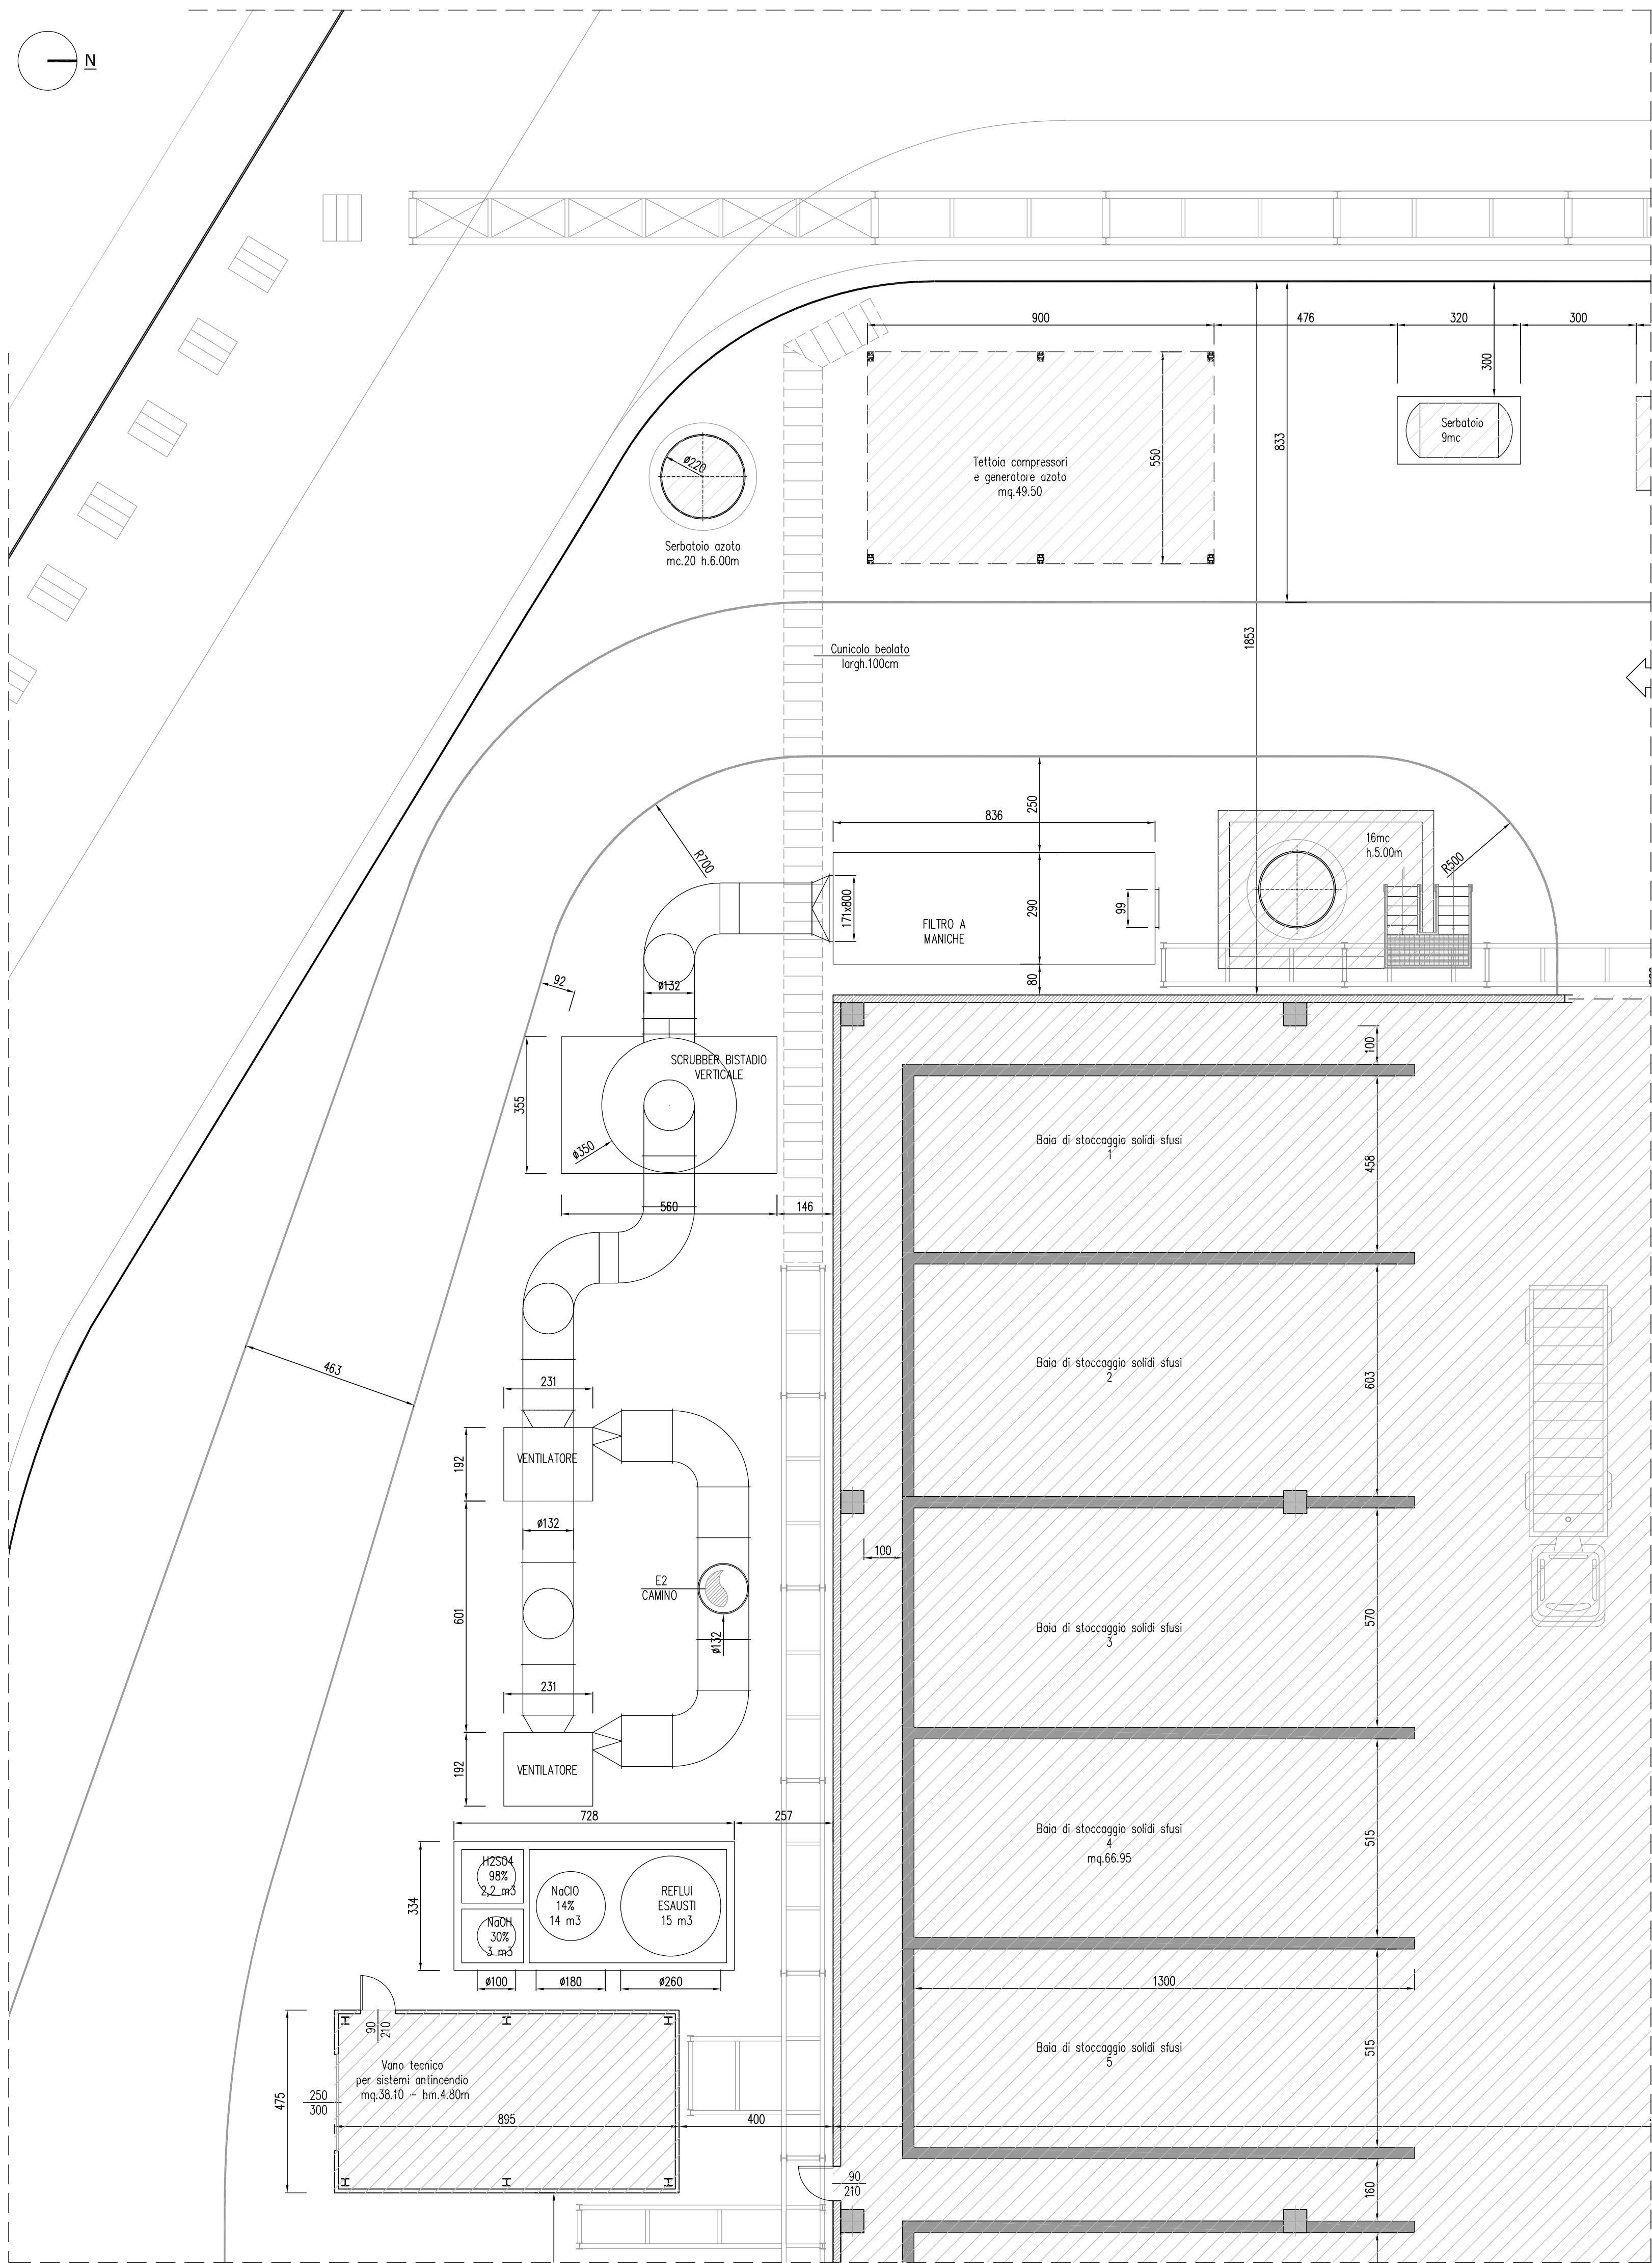 N
900
476
320
300
300
833
550
Serbatoio
9mc
Tettoia compressori
e generatore azoto
mq.49.50
ø220
Serbatoio azoto
mc.20 h.6.00m
1853
Cunicolo beolato
largh.100cm
250
836
16mc
h.5.00m
R500
R700
171x800
290
99
FILTRO A
MANICHE
80
92
ø132
100
SCRUBBER BISTADIO
VERTICALE
355
ø350
Baia di stoccaggio solidi sfusi
1
458
560
146
463
231
Baia di stoccaggio solidi sfusi
2
603
192
VENTILATORE
ø132
100
E2
CAMINO
601
ø132
Baia di stoccaggio solidi sfusi
3
570
231
192
VENTILATORE
728
257
Baia di stoccaggio solidi sfusi
4
mq.66.95
515
334
H2SO4
98%
2,2 m3
NaClO
14%
14 m3
REFLUI
ESAUSTI
15 m3
NaOH
30%
3 m3
ø100
ø180
ø260
1300
90
210
Vano tecnico
per sistemi antincendio
mq.38.10 - hm.4.80m
Baia di stoccaggio solidi sfusi
5
515
475
250
300
895
400
90
210
160